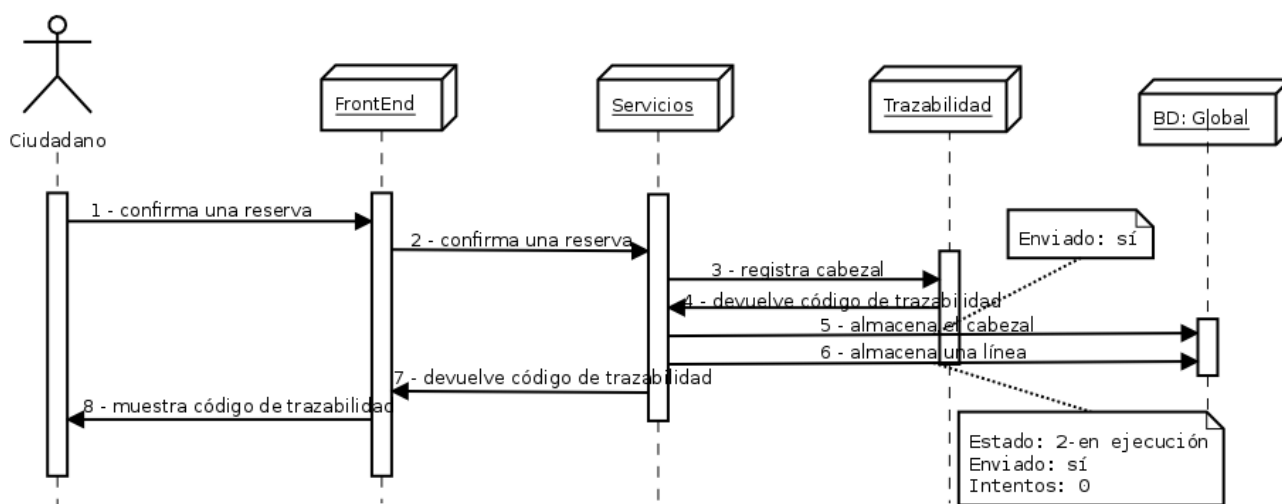 Ciudadano
FrontEnd
Servicios
Trazabilidad
BD: Global
1 - confirma una reserva
2 - confirma una reserva
Enviado: sí
3 - registra cabezal
4 - devuelve código de trazabilidad
5 - almacena el cabezal
6 - almacena una línea
7 - devuelve código de trazabilidad
8 - muestra código de trazabilidad
Estado: 2-en ejecución
Enviado: sí
Intentos: 0